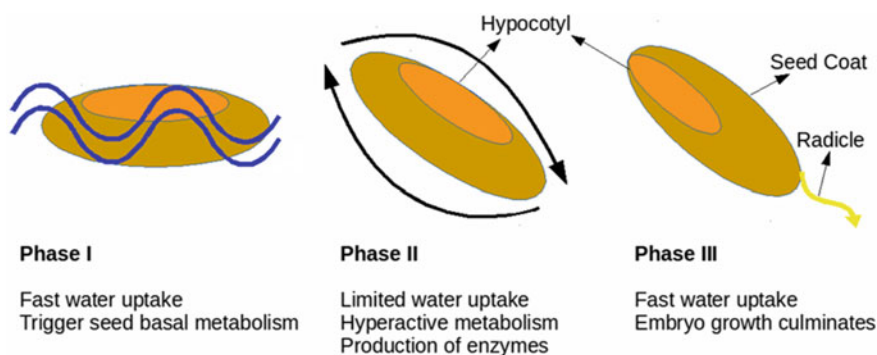 Hypocotyl
Seed Coat
Radicle
Phase I
Fast water uptake
Trigger seed basal metabolism
Phase II
Limited water uptake
Hyperactive metabolism
Production of enzymes
Phase III
Fast water uptake
Embryo growth culminates